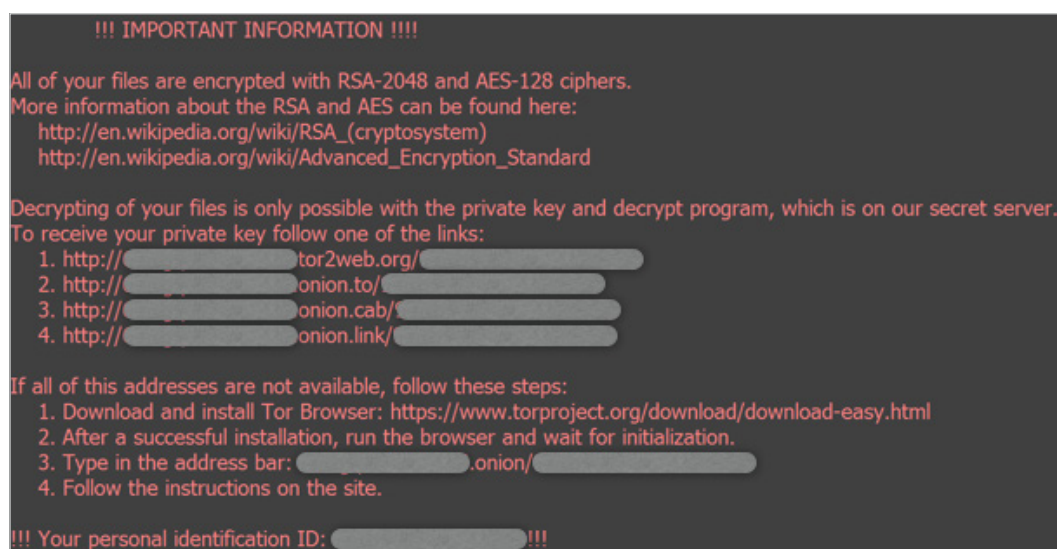 !!! IMPORTANT INFORMATION !!!!
All of your files are encrypted with RSA-2048 and AES-128 ciphers.
More information about the RSA and AES can be found here:
http://en.wikipedia.org/wiki/RSA_(cryptosystem)
http://en.wikipedia.org/wiki/Advanced_Encryption_Standard
Decrypting of your files is only possible with the private key and decrypt program, which is on our secret server.
To receive your private key follow one of the links:
1. http:// tor2web.org/
2. http:// onion.to/
3. http:// onion.cab/
4. http:// onion.link/
If all of this addresses are not available, follow these steps:
1. Download and install Tor Browser: https://www.torproject.org/download/download-easy.html
2. After a successful installation, run the browser and wait for initialization.
3. Type in the address bar: .onion/
4. Follow the instructions on the site.
!!! Your personal identification ID: !!!